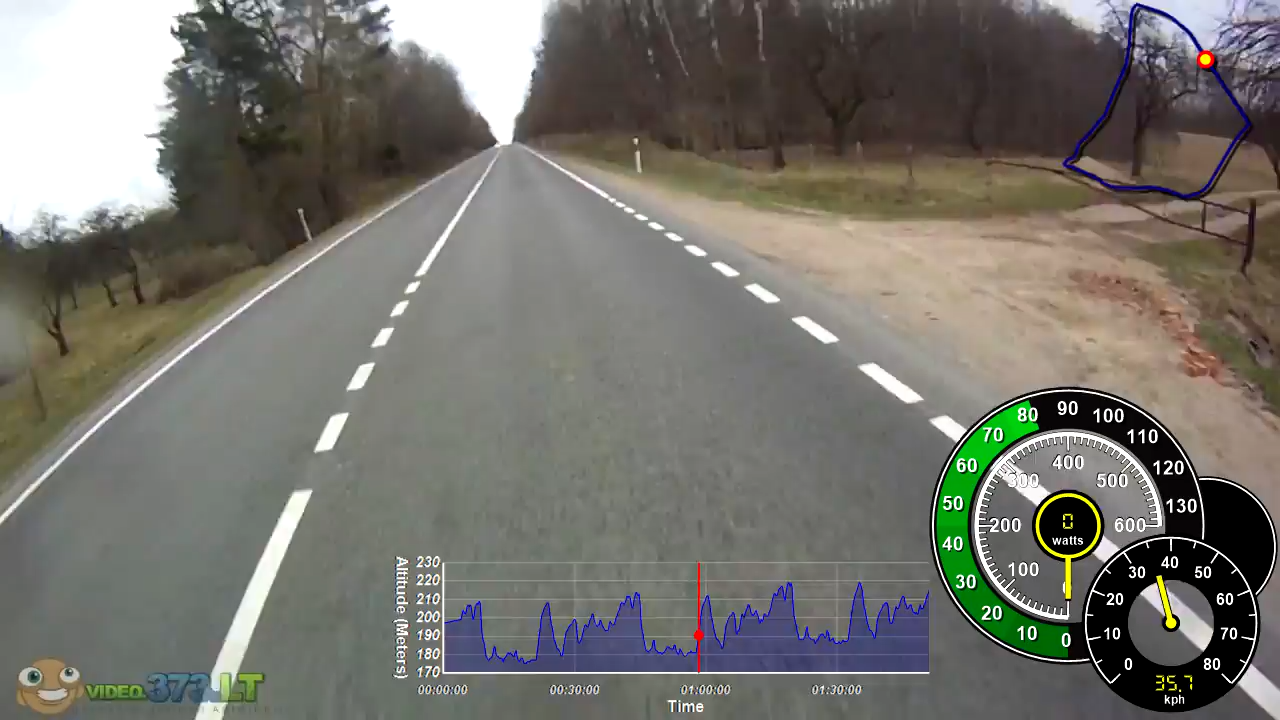 80 90 100
70 110
60 120
50 130
40
30
20
10 0
300 400 500
200 600
100 0
0
watts
30 40 50
20 60
10 70
0 80
35.7
kph
Altitude (Meters)
230
220
210
200
190
180
170
00:00:00 00:30:00 01:00:00 01:30:00
Time
VIDEO.373.LT